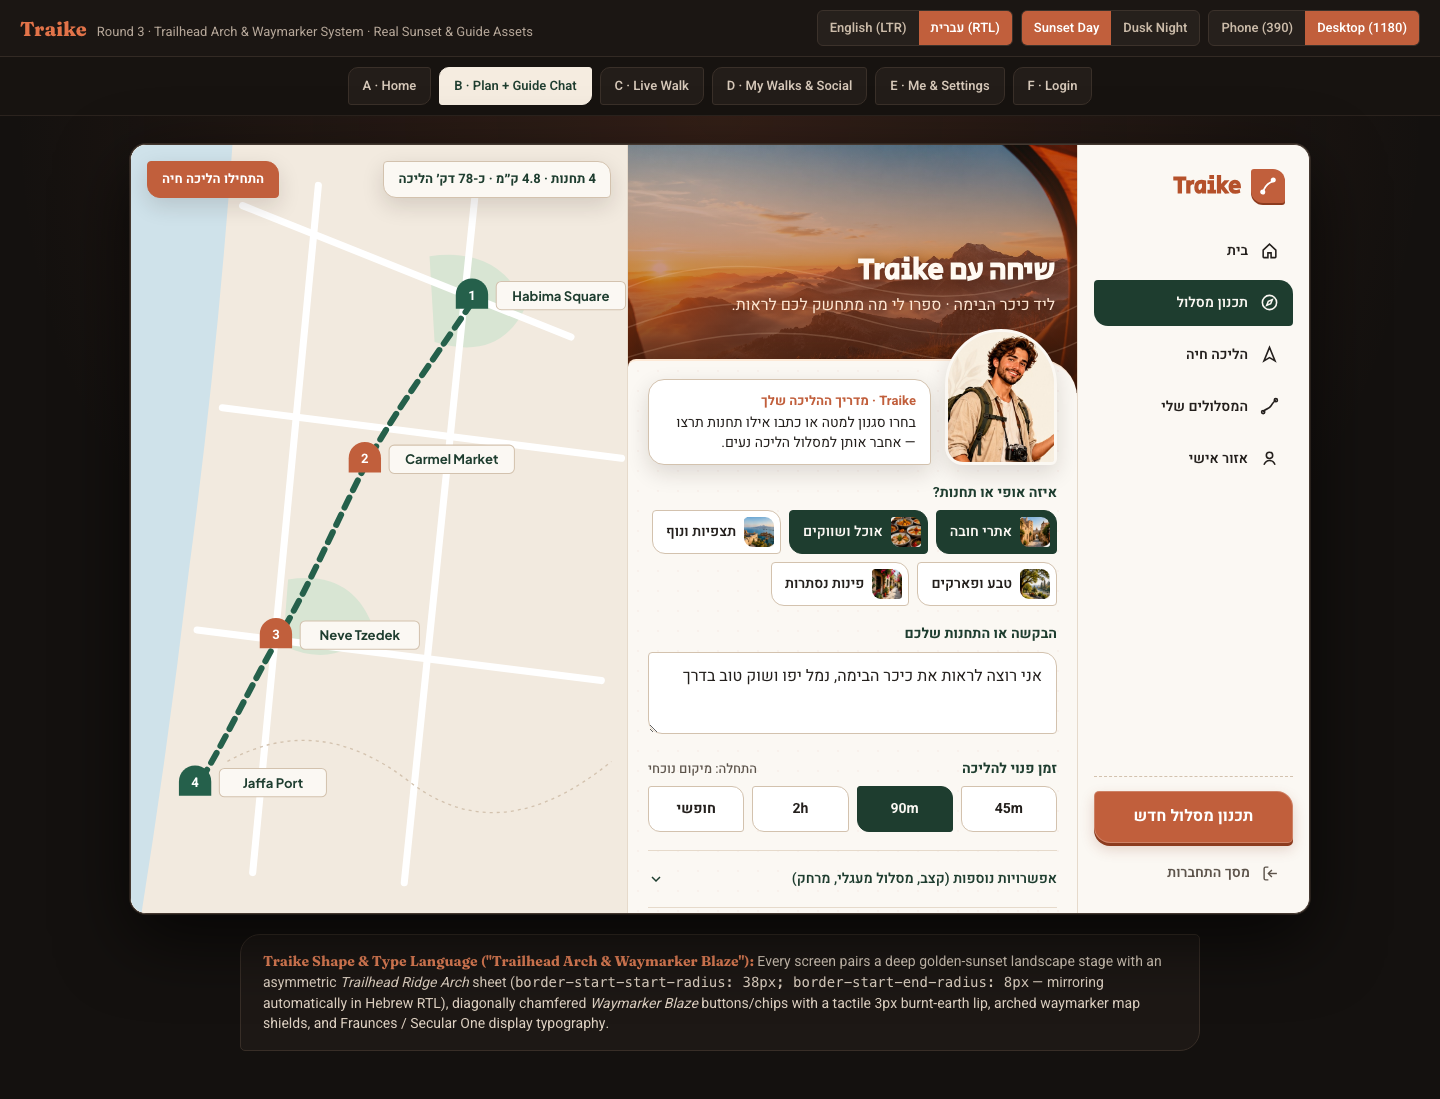 Traike Round 3 · Trailhead Arch & Waymarker System · Real Sunset & Guide Assets
English (LTR) עברית (RTL) Sunset Day Dusk Night Phone (390) Desktop (1180)
A · Home B · Plan + Guide Chat C · Live Walk D · My Walks & Social E · Me & Settings F · Login
Traike
בית
תכנון מסלול
הליכה חיה
המסלולים שלי
אזור אישי
תכנון מסלול חדש
מסך התחברות
שיחה עם Traike
ליד כיכר הבימה · ספרו לי מה מתחשק לכם לראות.
Traike · מדריך ההליכה שלך
בחרו סגנון למטה או כתבו אילו תחנות תרצו
— אחבר אותן למסלול הליכה נעים.
איזה אופי או תחנות?
אתרי חובה
אוכל ושווקים
תצפיות ונוף
טבע ופארקים
פינות נסתרות
הבקשה או התחנות שלכם
אני רוצה לראות את כיכר הבימה, נמל יפו ושוק טוב בדרך
זמן פנוי להליכה
התחלה: מיקום נוכחי
45m
90m
2h
חופשי
אפשרויות נוספות (קצב, מסלול מעגלי, מרחק)
4 תחנות · 4.8 ק״מ · כ-78 דק׳ הליכה
התחילו הליכה חיה
1 Habima Square
2 Carmel Market
3 Neve Tzedek
4 Jaffa Port
Traike Shape & Type Language ("Trailhead Arch & Waymarker Blaze"): Every screen pairs a deep golden-sunset landscape stage with an
asymmetric Trailhead Ridge Arch sheet (border-start-start-radius: 38px; border-start-end-radius: 8px — mirroring
automatically in Hebrew RTL), diagonally chamfered Waymarker Blaze buttons/chips with a tactile 3px burnt-earth lip, arched waymarker map
shields, and Fraunces / Secular One display typography.